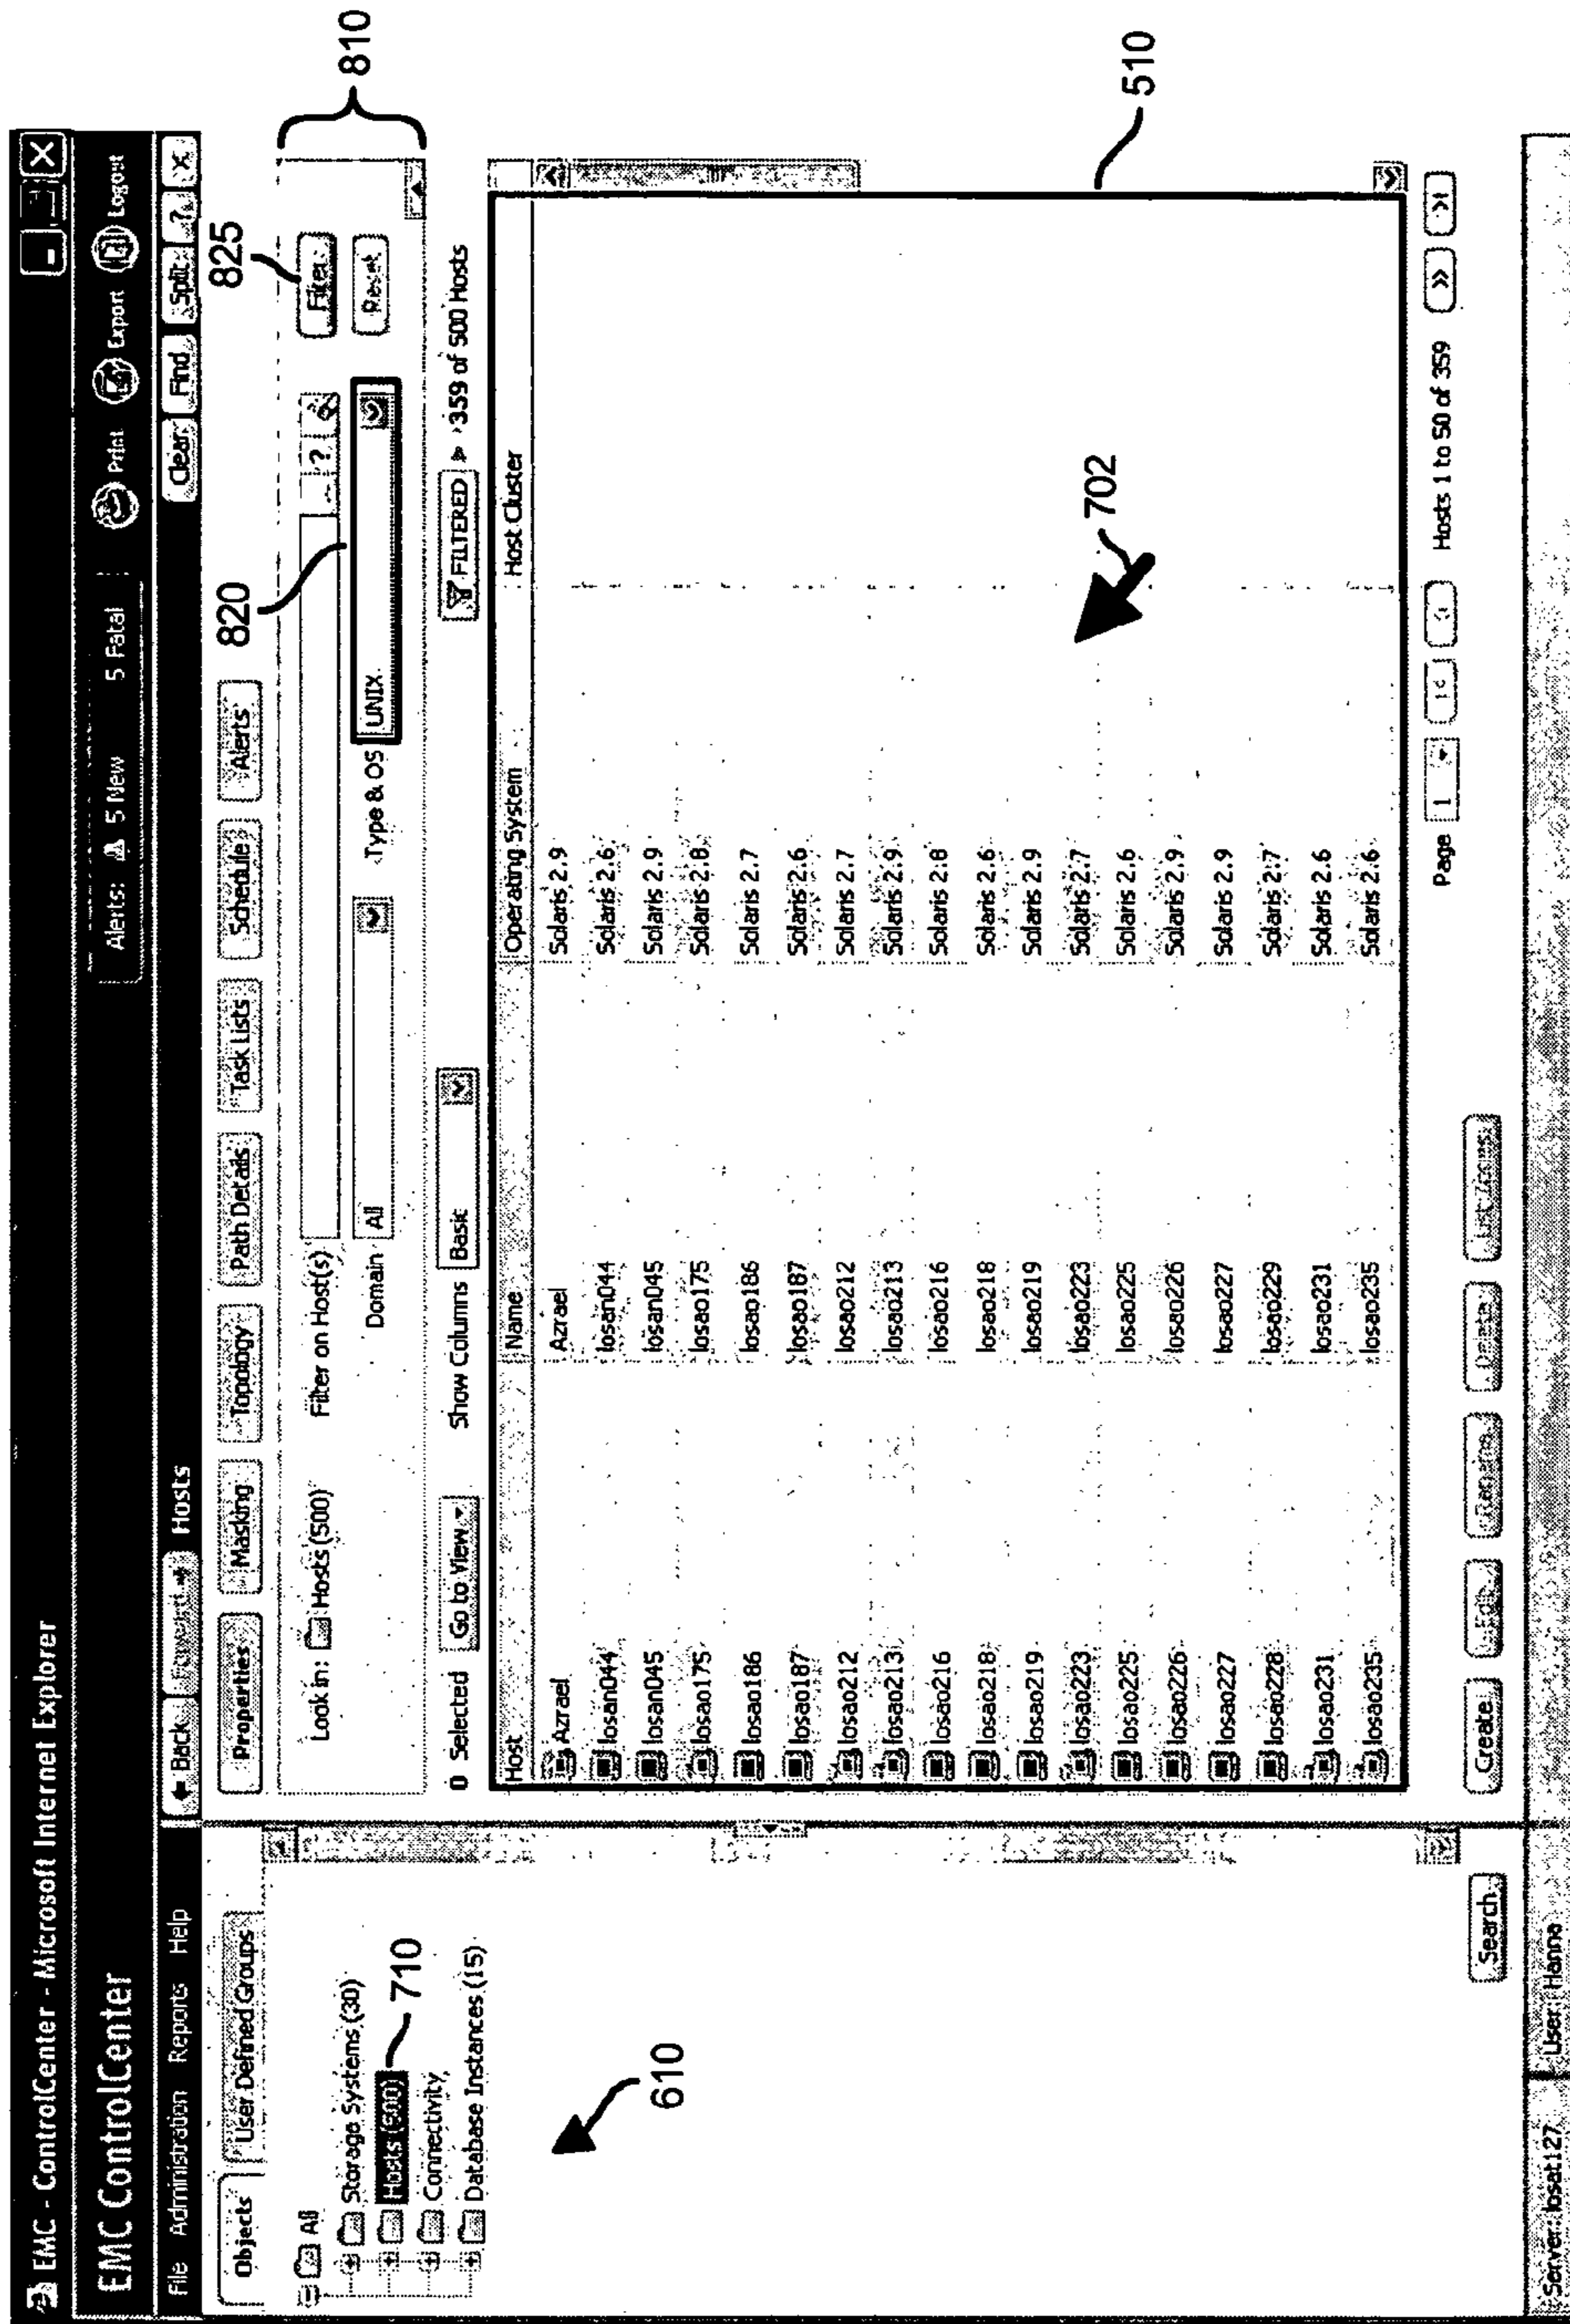 EMC - ControlCenter - Microsoft Internet Explorer
EMC ControlCenter
Alerts: 5 New 5 Fatal Print Export Logout
File Administration Reports Help
Back Forward Hosts Clear Find Split ?
Objects User Defined Groups
All
Storage Systems (30)
Hosts (500)
Connectivity
Database Instances (15)
710
610
Search
Properties Masking Topology Path Details Task Lists Schedule Alerts
820
825
810
Look in: Hosts (500) Filter on Host(s) ... ? Filter
Domain All Type & OS UNIX Reset
0 Selected Go to View Show Columns Basic FILTERED 359 of 500 Hosts
Host Name Operating System Host Cluster
Azrael Azrael Solaris 2.9
losan044 losan044 Solaris 2.6
losan045 losan045 Solaris 2.9
losao175 losao175 Solaris 2.8
losao186 losao186 Solaris 2.7
losao187 losao187 Solaris 2.6
losao212 losao212 Solaris 2.7
losao213 losao213 Solaris 2.9
losao216 losao216 Solaris 2.8
losao218 losao218 Solaris 2.6
losao219 losao219 Solaris 2.9
losao223 losao223 Solaris 2.7
losao225 losao225 Solaris 2.6
losao226 losao226 Solaris 2.9
losao227 losao227 Solaris 2.9
losao228 losao229 Solaris 2.7
losao231 losao231 Solaris 2.6
losao235 losao235 Solaris 2.6
702
510
Page 1 Hosts 1 to 50 of 359
Create Edit... Rename Delete List Zones
Server: losat127 User: Hanna